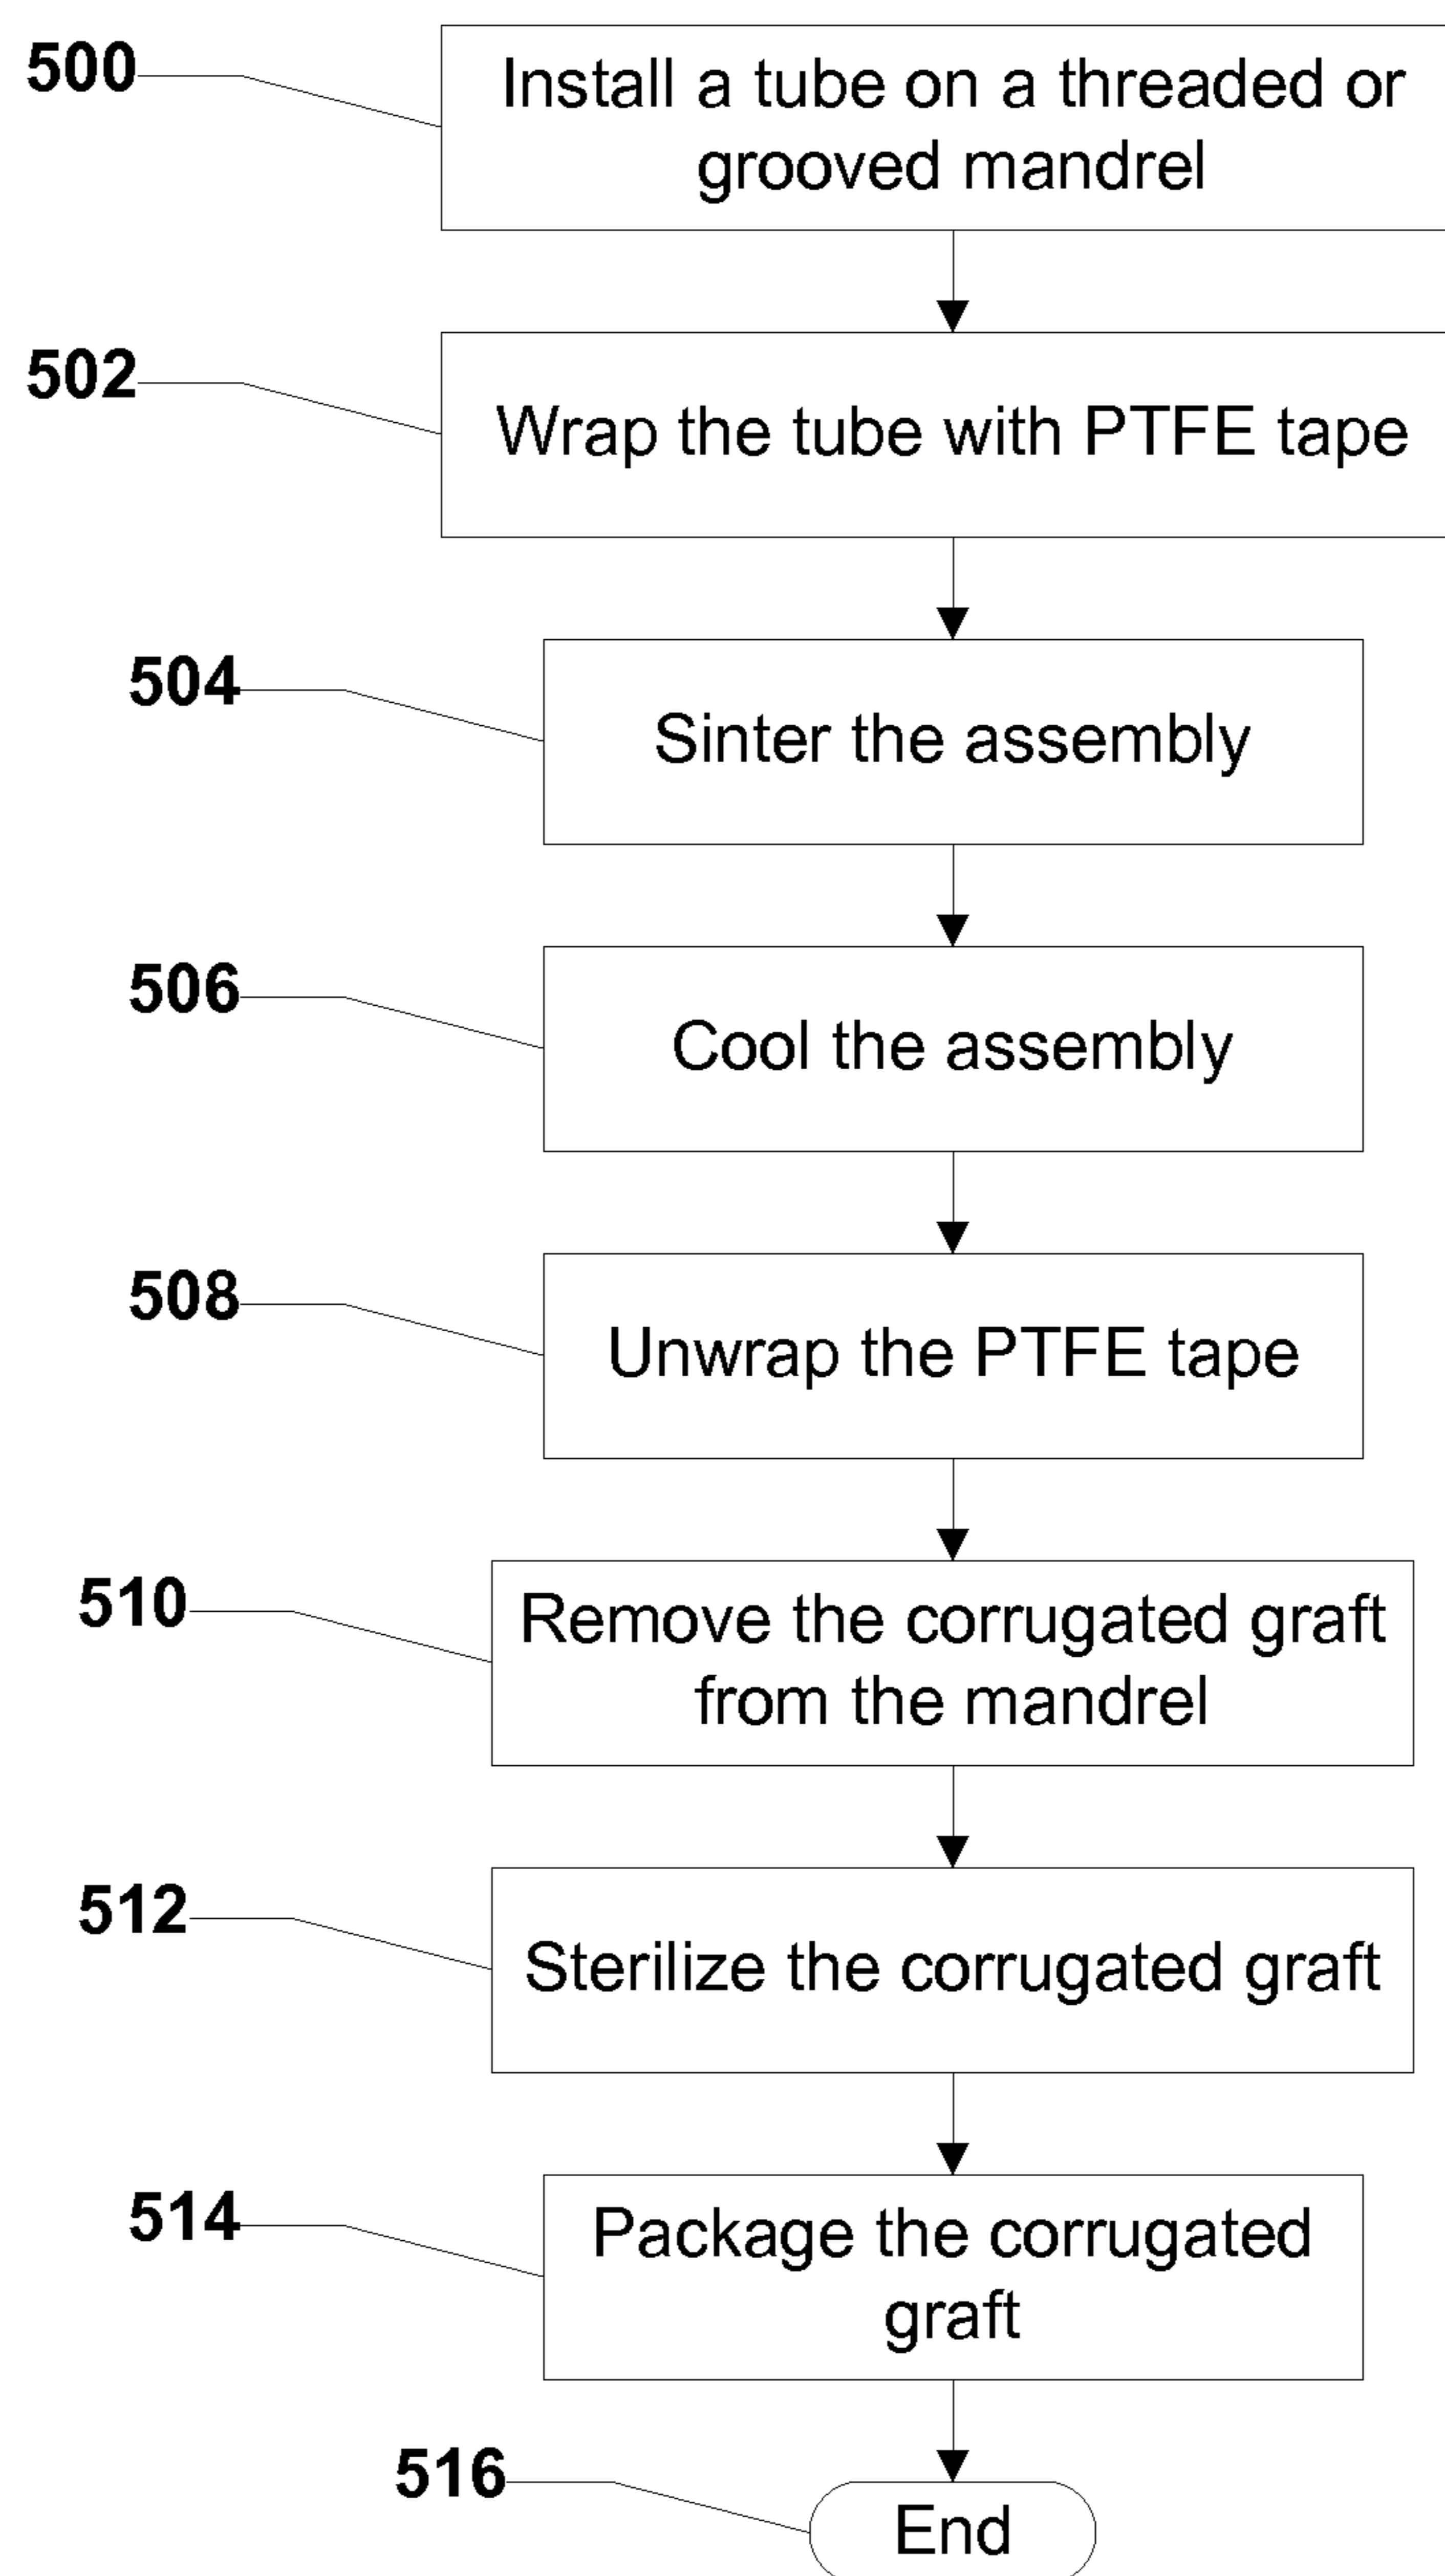 500
Install a tube on a threaded or
grooved mandrel
502
Wrap the tube with PTFE tape
504
Sinter the assembly
506
Cool the assembly
508
Unwrap the PTFE tape
510
Remove the corrugated graft
from the mandrel
512
Sterilize the corrugated graft
514
Package the corrugated
graft
516
End